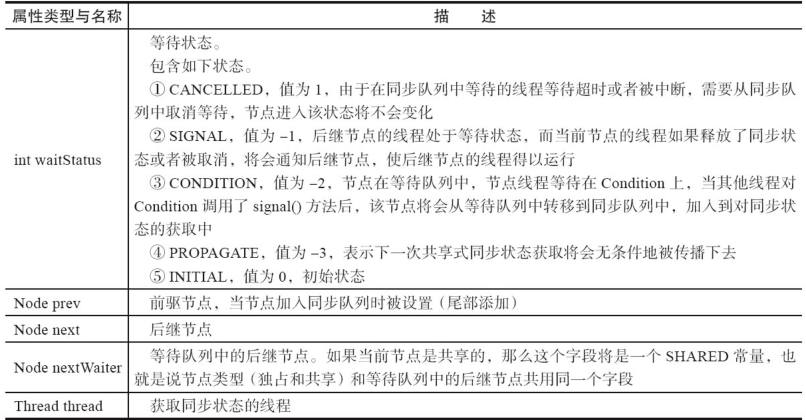 属性类型与名称 描 述
等待状态。
包含如下状态。
① CANCELLED，值为 1，由于在同步队列中等待的线程等待超时或者被中断，需要从同步队
列中取消等待，节点进入该状态将不会变化
② SIGNAL，值为 –1，后继节点的线程处于等待状态，而当前节点的线程如果释放了同步状
态或者被取消，将会通知后继节点，使后继节点的线程得以运行
int waitStatus
③ CONDITION，值为 –2，节点在等待队列中，节点线程等待在 Condition 上，当其他线程对
Condition 调用了 signal() 方法后，该节点将会从等待队列中转移到同步队列中，加入到对同步状
态的获取中
④ PROPAGATE，值为 –3，表示下一次共享式同步状态获取将会无条件地被传播下去
⑤ INITIAL，值为 0，初始状态
Node prev 前驱节点，当节点加入同步队列时被设置（尾部添加）
Node next 后继节点
Node nextWaiter
等待队列中的后继节点。如果当前节点是共享的，那么这个字段将是一个 SHARED 常量，也
就是说节点类型（独占和共享）和等待队列中的后继节点共用同一个字段
Thread thread 获取同步状态的线程